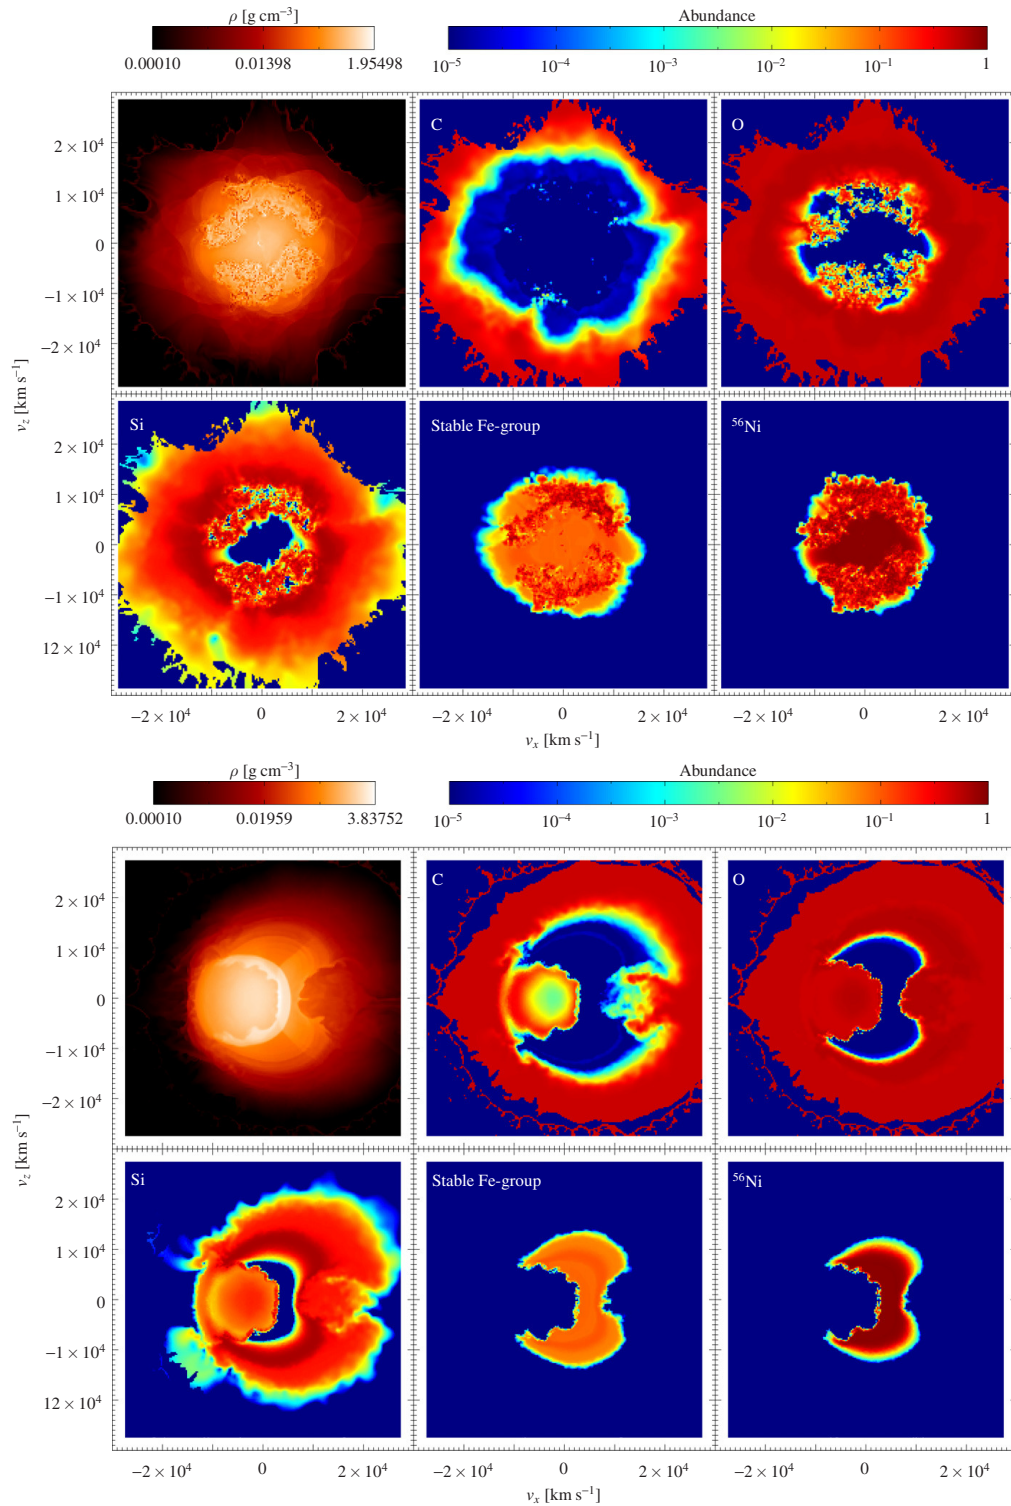 ρ [g cm⁻³]
Abundance
0.00010 0.01398 1.95498
10⁻⁵ 10⁻⁴ 10⁻³ 10⁻² 10⁻¹ 1
C
O
2 × 10⁴
1 × 10⁴
0
−1 × 10⁴
−2 × 10⁴
Si
Stable Fe-group
⁵⁶Ni
2 × 10⁴
1 × 10⁴
0
−1 × 10⁴
12 × 10⁴
v_z [km s⁻¹]
−2 × 10⁴ 0 2 × 10⁴ −2 × 10⁴ 0 2 × 10⁴ −2 × 10⁴ 0 2 × 10⁴
v_x [km s⁻¹]
ρ [g cm⁻³]
Abundance
0.00010 0.01959 3.83752
10⁻⁵ 10⁻⁴ 10⁻³ 10⁻² 10⁻¹ 1
C
O
2 × 10⁴
1 × 10⁴
0
−1 × 10⁴
−2 × 10⁴
Si
Stable Fe-group
⁵⁶Ni
2 × 10⁴
1 × 10⁴
0
−1 × 10⁴
12 × 10⁴
v_z [km s⁻¹]
−2 × 10⁴ 0 2 × 10⁴ −2 × 10⁴ 0 2 × 10⁴ −2 × 10⁴ 0 2 × 10⁴
v_x [km s⁻¹]